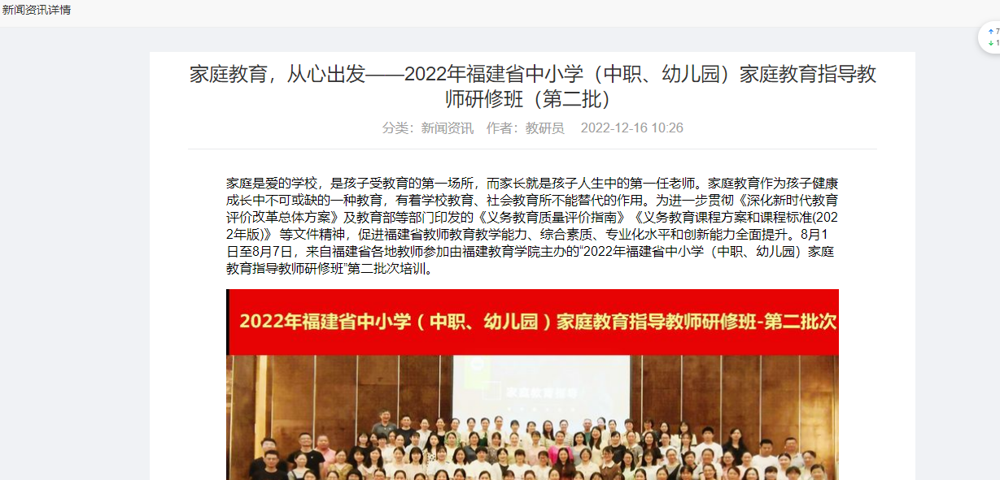 新闻资讯详情
↑ 7
↓ 1
家庭教育，从心出发——2022年福建省中小学（中职、幼儿园）家庭教育指导教
师研修班（第二批）
分类：新闻资讯 作者：教研员 2022-12-16 10:26
家庭是爱的学校，是孩子受教育的第一场所，而家长就是孩子人生中的第一任老师。家庭教育作为孩子健康
成长中不可或缺的一种教育，有着学校教育、社会教育所不能替代的作用。为进一步贯彻《深化新时代教育
评价改革总体方案》及教育部等部门印发的《义务教育质量评价指南》《义务教育课程方案和课程标准(202
2年版)》 等文件精神，促进福建省教师教育教学能力、综合素质、专业化水平和创新能力全面提升。8月1
日至8月7日，来自福建省各地教师参加由福建教育学院主办的“2022年福建省中小学（中职、幼儿园）家庭
教育指导教师研修班”第二批次培训。
2022年福建省中小学（中职、幼儿园）家庭教育指导教师研修班-第二批次
家庭教育指导